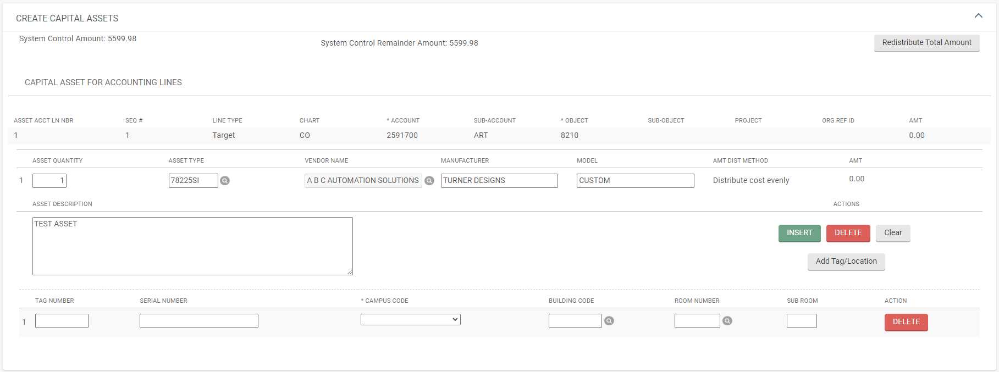 CREATE CAPITAL ASSETS
System Control Amount: 5599.98
System Control Remainder Amount: 5599.98
Redistribute Total Amount
CAPITAL ASSET FOR ACCOUNTING LINES
ASSET ACCT LN NBR SEQ # LINE TYPE CHART * ACCOUNT SUB-ACCOUNT * OBJECT SUB-OBJECT PROJECT ORG REF ID AMT
1 1 Target CO 2591700 ART 8210 0.00
ASSET QUANTITY ASSET TYPE VENDOR NAME MANUFACTURER MODEL AMT DIST METHOD AMT
1 1 78225SI A B C AUTOMATION SOLUTIONS TURNER DESIGNS CUSTOM Distribute cost evenly 0.00
ASSET DESCRIPTION ACTIONS
TEST ASSET
INSERT DELETE Clear
Add Tag/Location
TAG NUMBER SERIAL NUMBER * CAMPUS CODE BUILDING CODE ROOM NUMBER SUB ROOM ACTION
1 DELETE